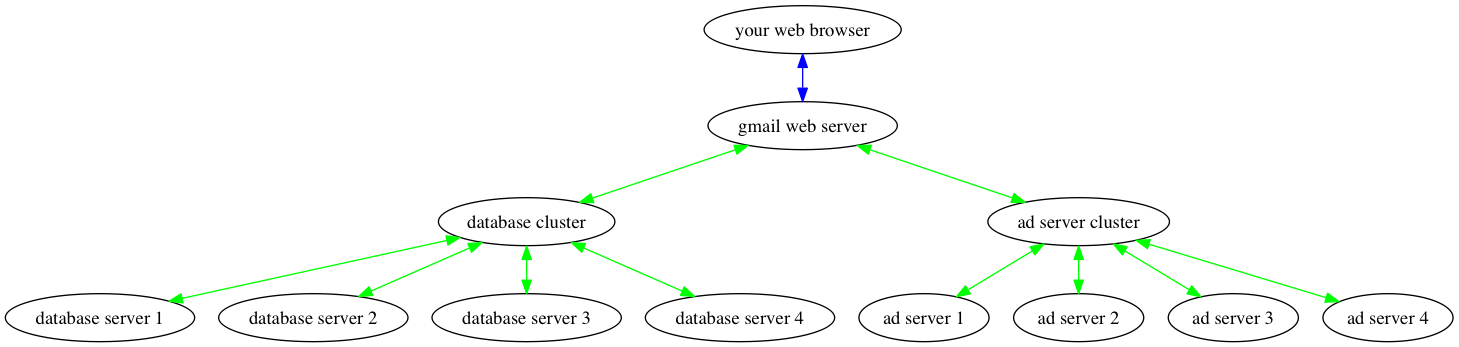 your web browser
gmail web server
database cluster
ad server cluster
database server 1
database server 2
database server 3
database server 4
ad server 1
ad server 2
ad server 3
ad server 4